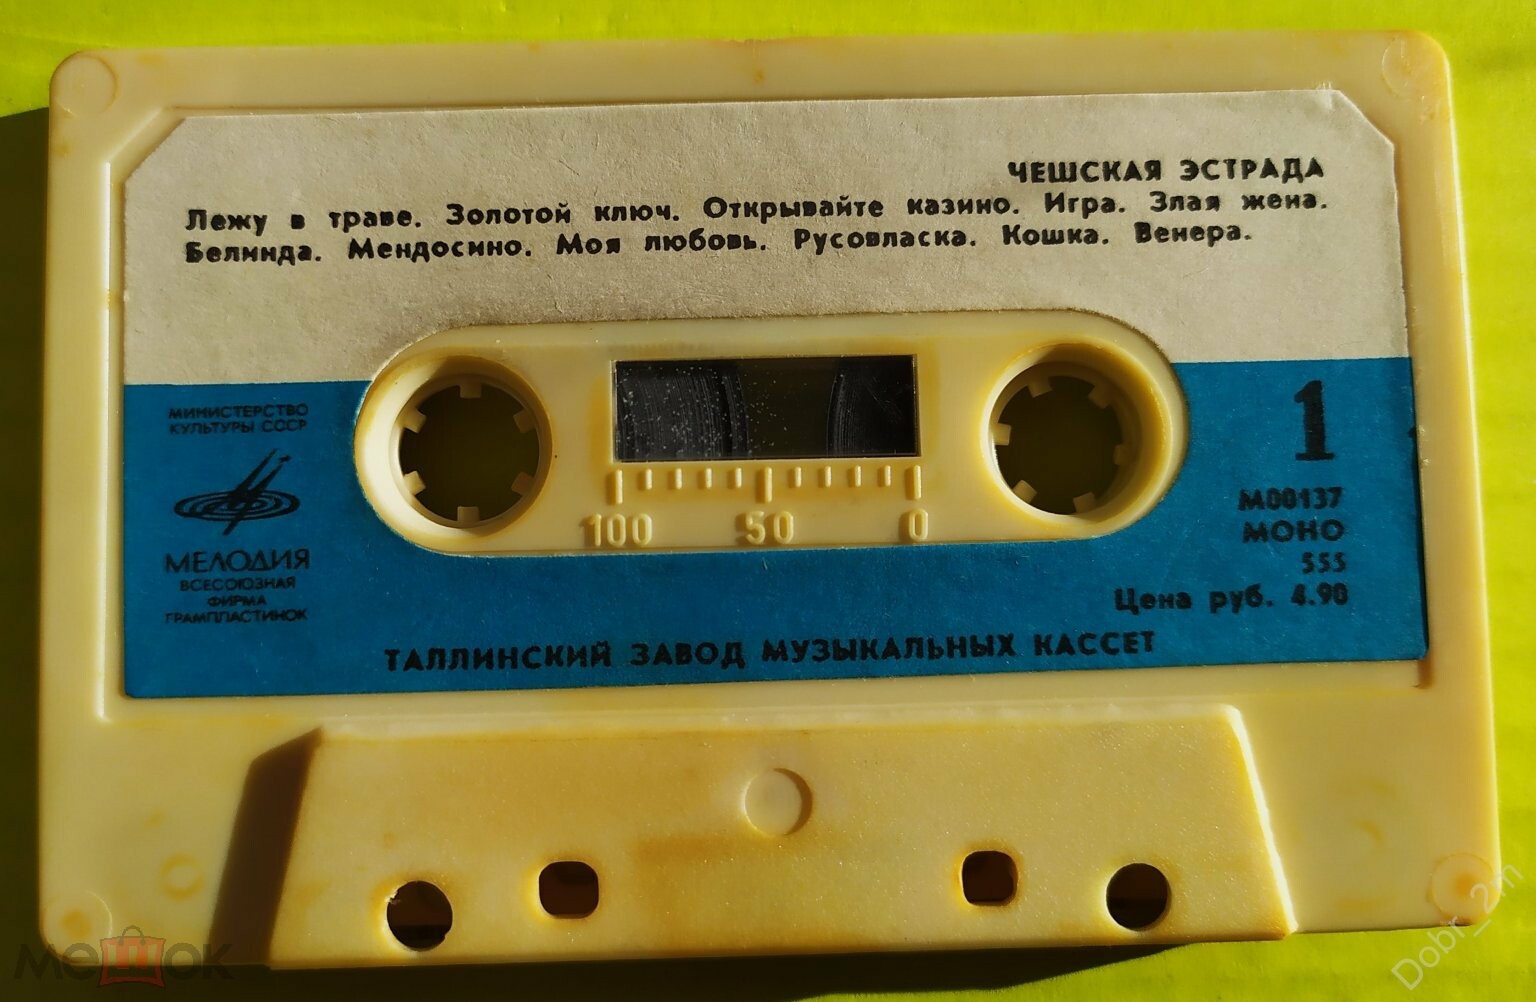 ЧЕШСКАЯ ЭСТРАДА
Лежу в траве. Золотой ключ. Открывайте казино. Игра. Злая жена.
Белинда. Мендосино. Моя любовь. Русовласка. Кошка. Венера.
МИНИСТЕРСТВО
КУЛЬТУРЫ СССР
МЕЛОДИЯ
ВСЕСОЮЗНАЯ
ФИРМА
ГРАМПЛАСТИНОК
100 50 0
1
М00137
МОНО
555
Цена руб. 4.90
ТАЛЛИНСКИЙ ЗАВОД МУЗЫКАЛЬНЫХ КАССЕТ
мешок
Dobr_2m